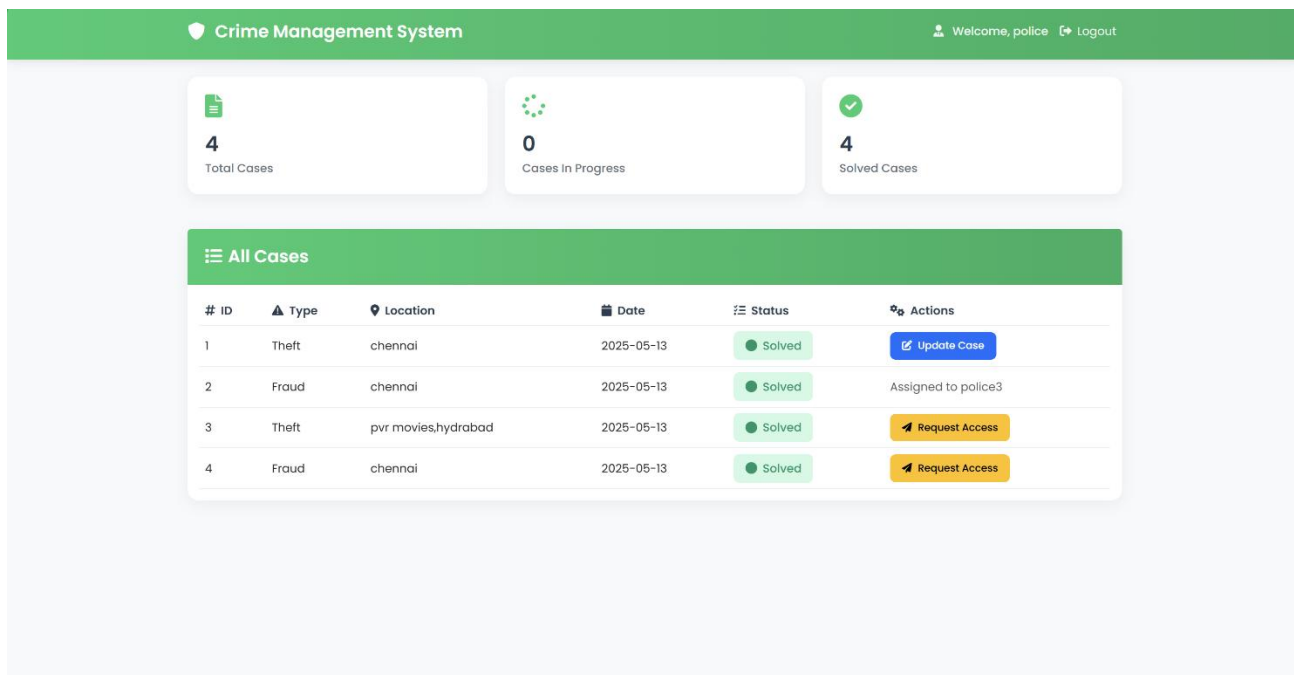 Crime Management System Welcome, police Logout
4 0 4
Total Cases Cases In Progress Solved Cases
All Cases
# ID Type Location Date Status Actions
1 Theft chennai 2025-05-13 Solved Update Case
2 Fraud chennai 2025-05-13 Solved Assigned to police3
3 Theft pvr movies,hydrabad 2025-05-13 Solved Request Access
4 Fraud chennai 2025-05-13 Solved Request Access